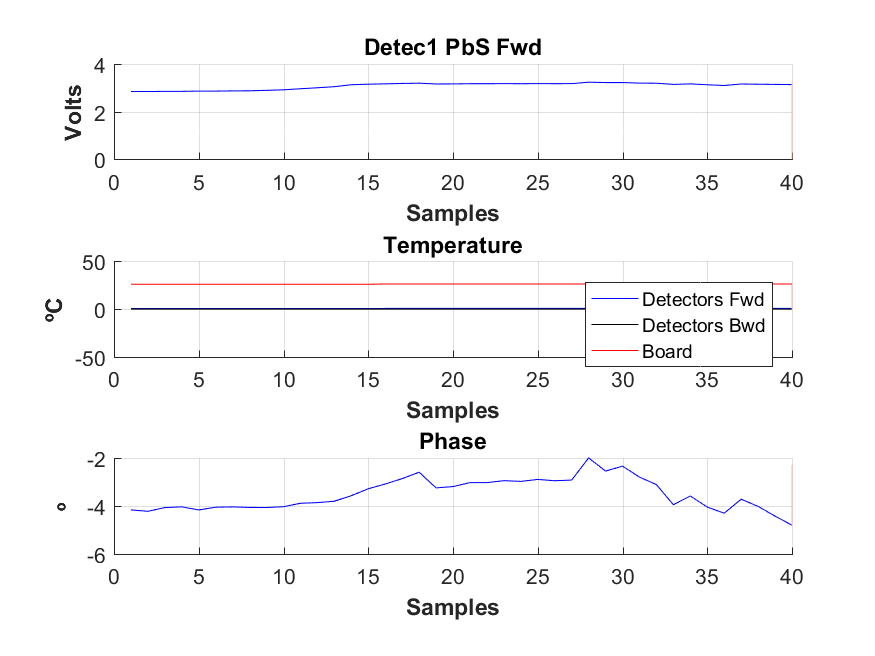 Detec1 PbS Fwd
4
2
0
Volts
0 5 10 15 20 25 30 35 40
Samples
Temperature
50
0
-50
ºC
Detectors Fwd
Detectors Bwd
Board
0 5 10 15 20 25 30 35 40
Samples
Phase
-2
-4
-6
º
0 5 10 15 20 25 30 35 40
Samples